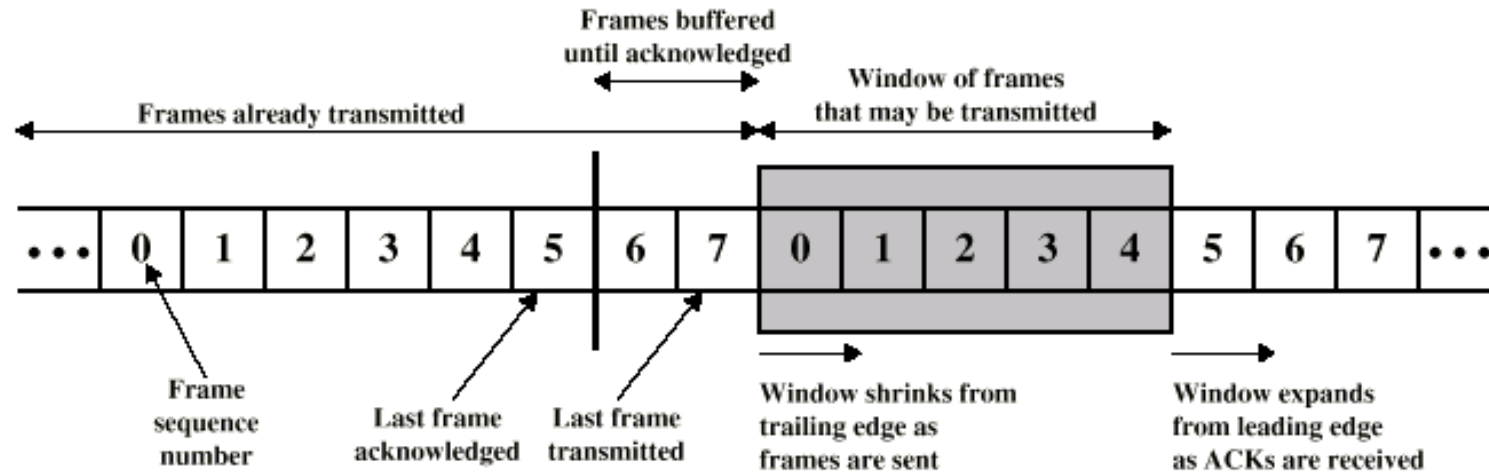 Frames buffered
until acknowledged
Window of frames
that may be transmitted
Frames already transmitted
••• 0 1 2 3 4 5 6 7 0 1 2 3 4 5 6 7 •••
Frame
sequence
number
Last frame
acknowledged
Last frame
transmitted
Window shrinks from
trailing edge as
frames are sent
Window expands
from leading edge
as ACKs are received